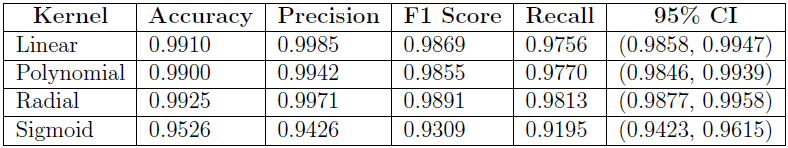 Kernel Accuracy Precision F1 Score Recall 95% CI
Linear 0.9910 0.9985 0.9869 0.9756 (0.9858, 0.9947)
Polynomial 0.9900 0.9942 0.9855 0.9770 (0.9846, 0.9939)
Radial 0.9925 0.9971 0.9891 0.9813 (0.9877, 0.9958)
Sigmoid 0.9526 0.9426 0.9309 0.9195 (0.9423, 0.9615)